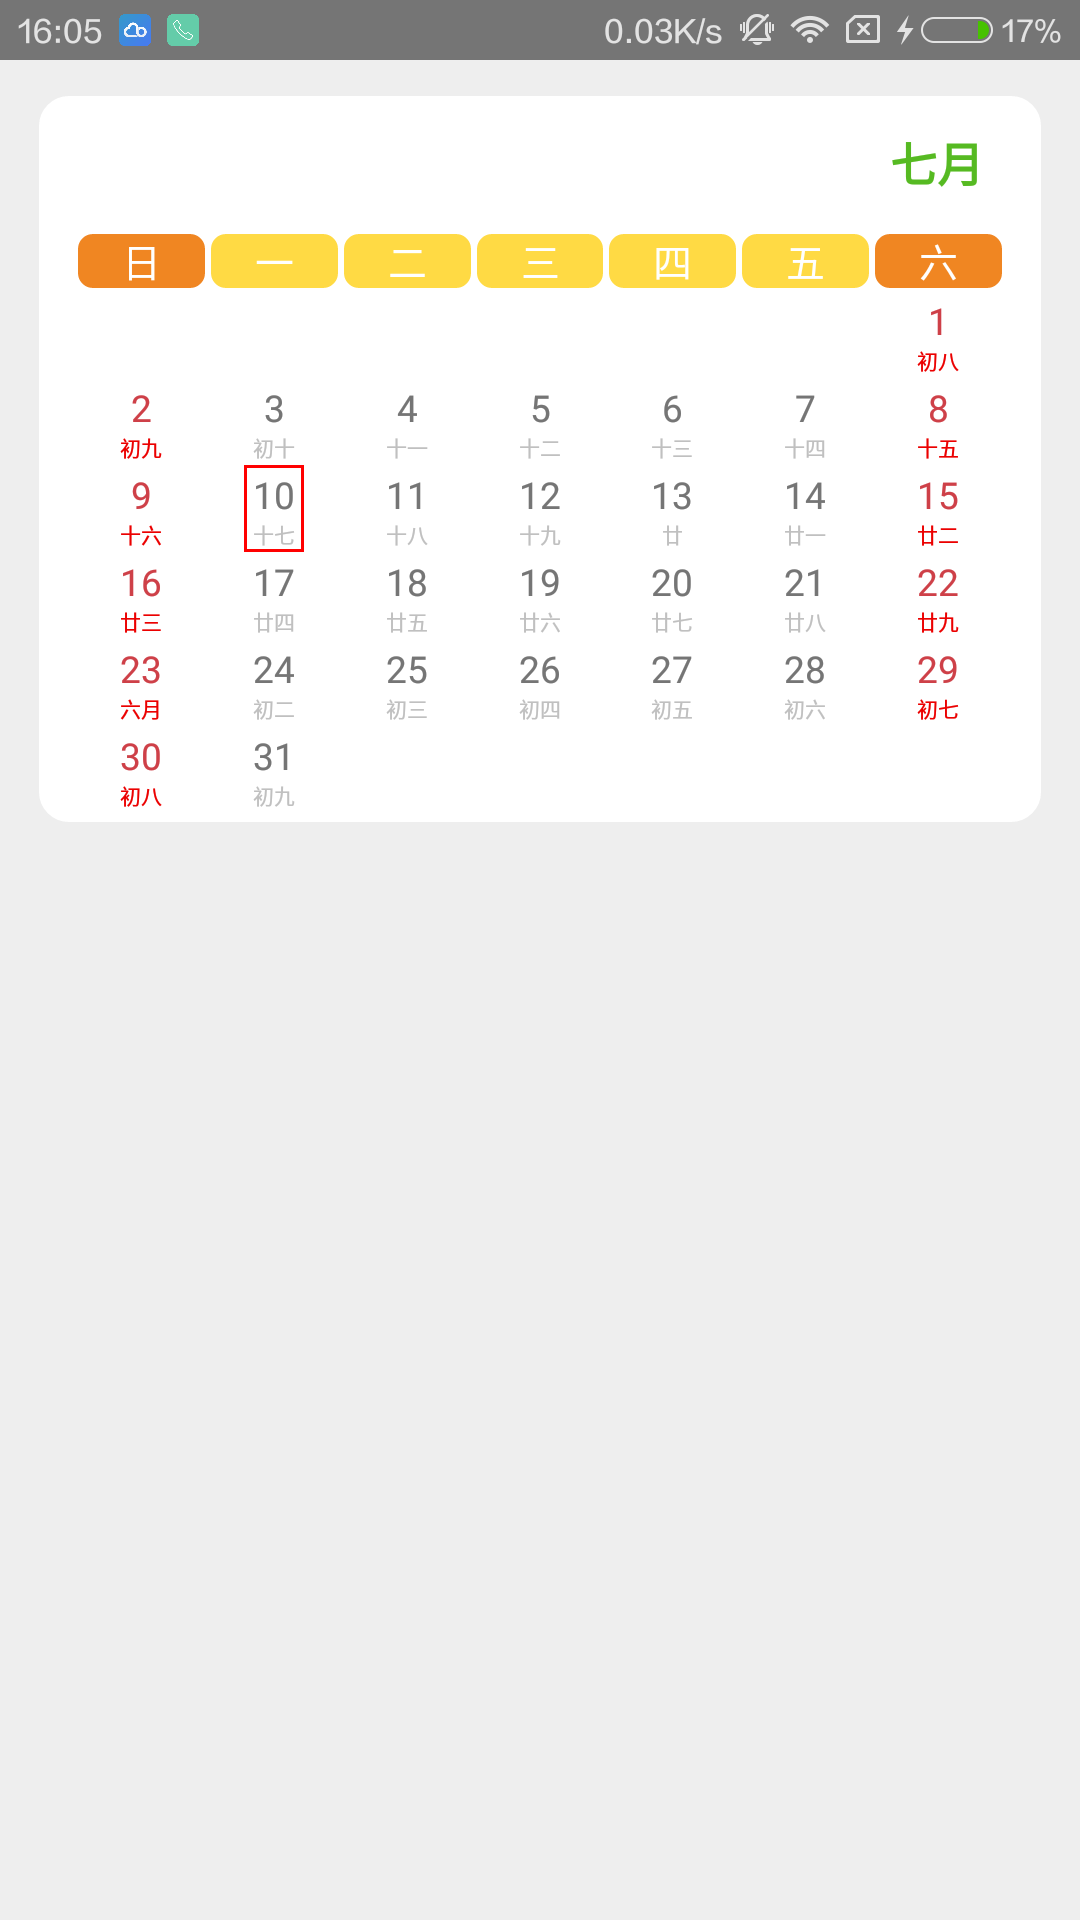 16:05 0.03K/s 17%
七月
日 一 二 三 四 五 六
1
初八
2 3 4 5 6 7 8
初九 初十 十一 十二 十三 十四 十五
9 10 11 12 13 14 15
十六 十七 十八 十九 廿 廿一 廿二
16 17 18 19 20 21 22
廿三 廿四 廿五 廿六 廿七 廿八 廿九
23 24 25 26 27 28 29
六月 初二 初三 初四 初五 初六 初七
30 31
初八 初九